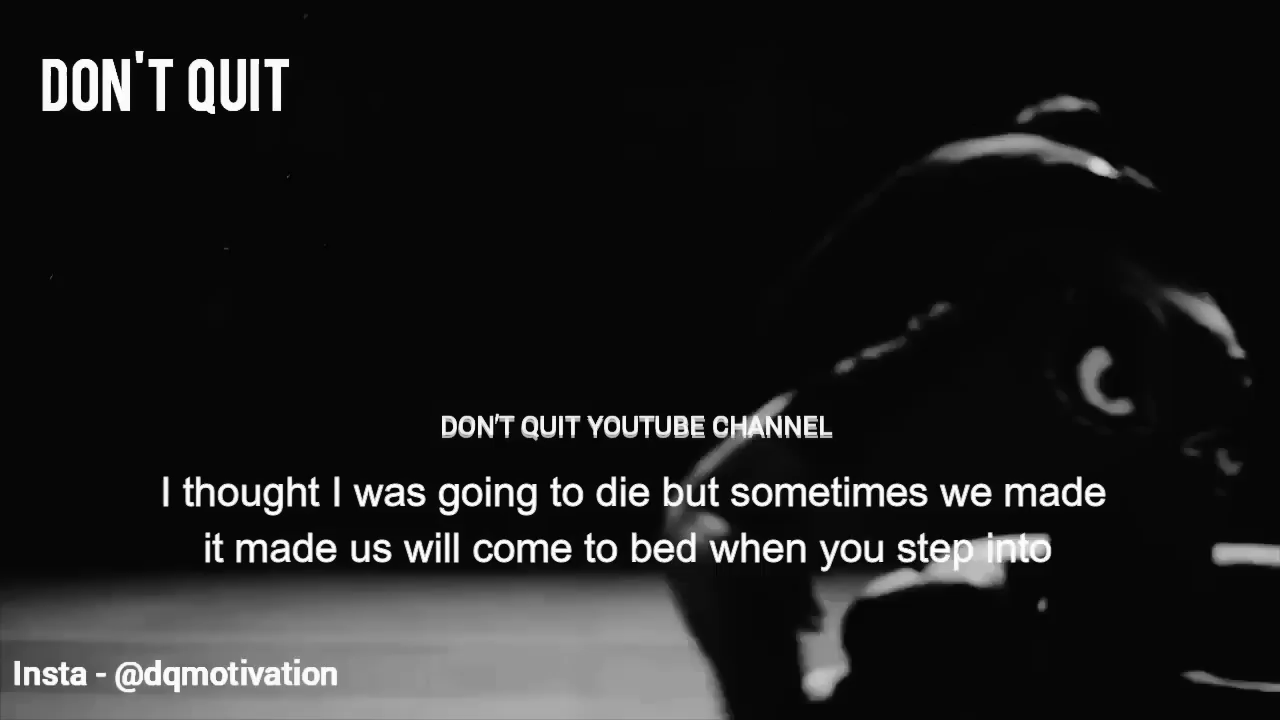 DON'T QUIT
DON'T QUIT YOUTUBE CHANNEL
I thought I was going to die but sometimes we made
it made us will come to bed when you step into
Insta - @dqmotivation